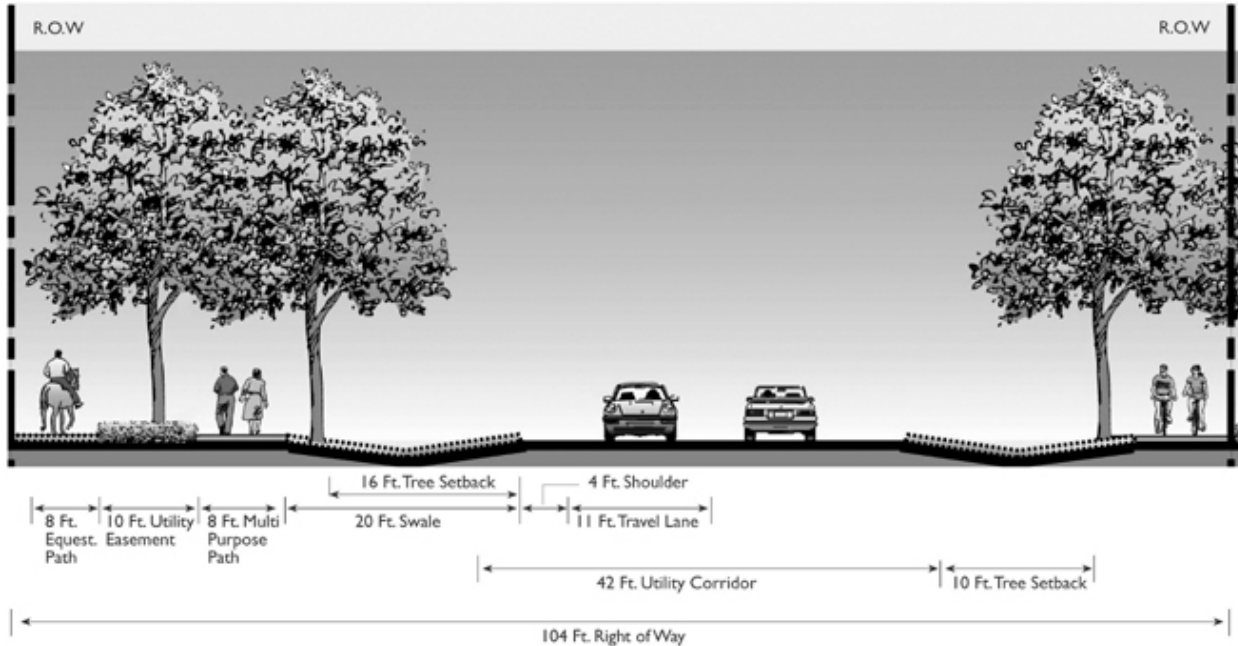 R.O.W
R.O.W
16 Ft. Tree Setback
4 Ft. Shoulder
8 Ft.
Equest.
Path
10 Ft. Utility
Easement
8 Ft. Multi
Purpose
Path
20 Ft. Swale
11 Ft. Travel Lane
42 Ft. Utility Corridor
10 Ft. Tree Setback
104 Ft. Right of Way